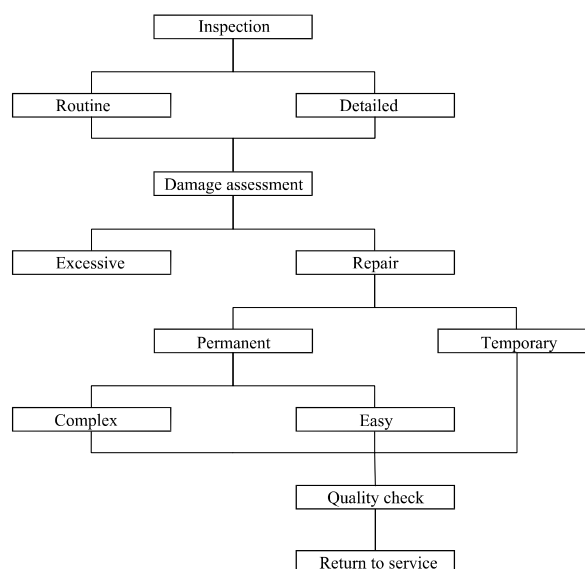 Inspection
Routine
Detailed
Damage assessment
Excessive
Repair
Permanent
Temporary
Complex
Easy
Quality check
Return to service